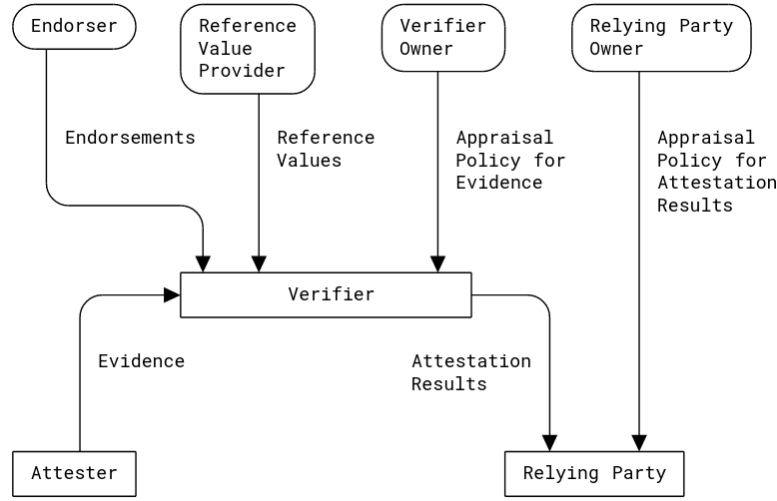 Endorser
Reference
Value
Provider
Verifier
Owner
Relying Party
Owner
Endorsements
Reference
Values
Appraisal
Policy for
Evidence
Appraisal
Policy for
Attestation
Results
Verifier
Evidence
Attestation
Results
Attester
Relying Party